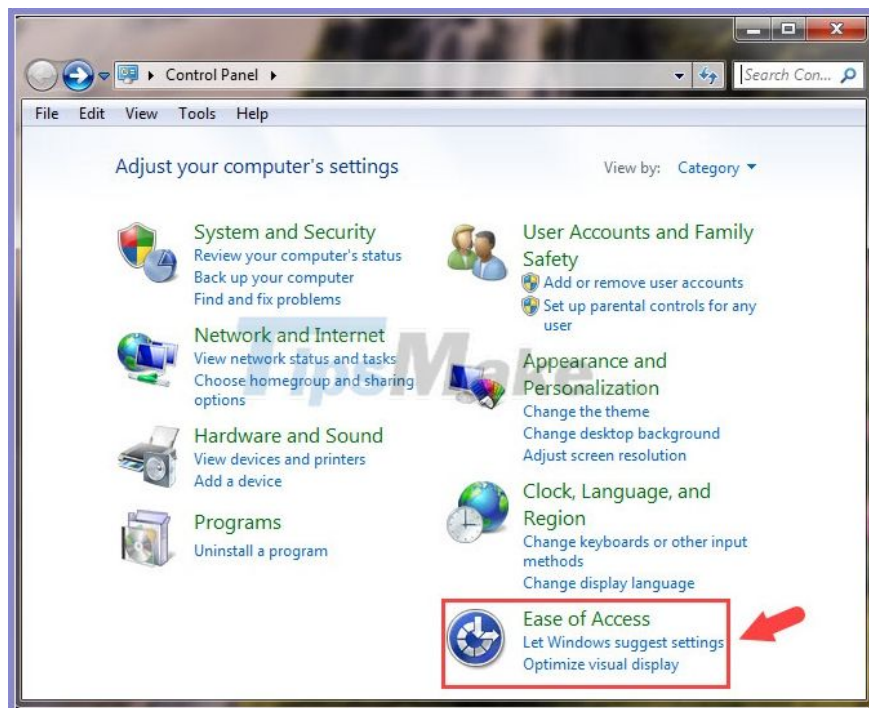 Control Panel
Search Con...
File Edit View Tools Help
Adjust your computer's settings
View by: Category
System and Security
Review your computer's status
Back up your computer
Find and fix problems
Network and Internet
View network status and tasks
Choose homegroup and sharing
options
Hardware and Sound
View devices and printers
Add a device
Programs
Uninstall a program
User Accounts and Family
Safety
Add or remove user accounts
Set up parental controls for any
user
Appearance and
Personalization
Change the theme
Change desktop background
Adjust screen resolution
Clock, Language, and
Region
Change keyboards or other input
methods
Change display language
Ease of Access
Let Windows suggest settings
Optimize visual display
TipsMake